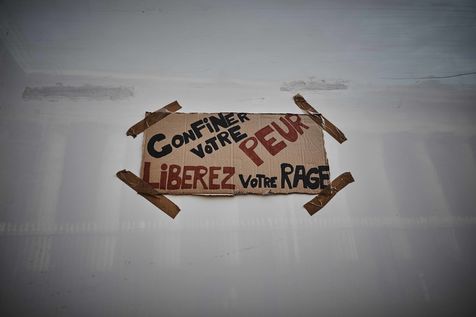 CONFINER
VOTRE PEUR
LIBEREZ VOTRE RAGE